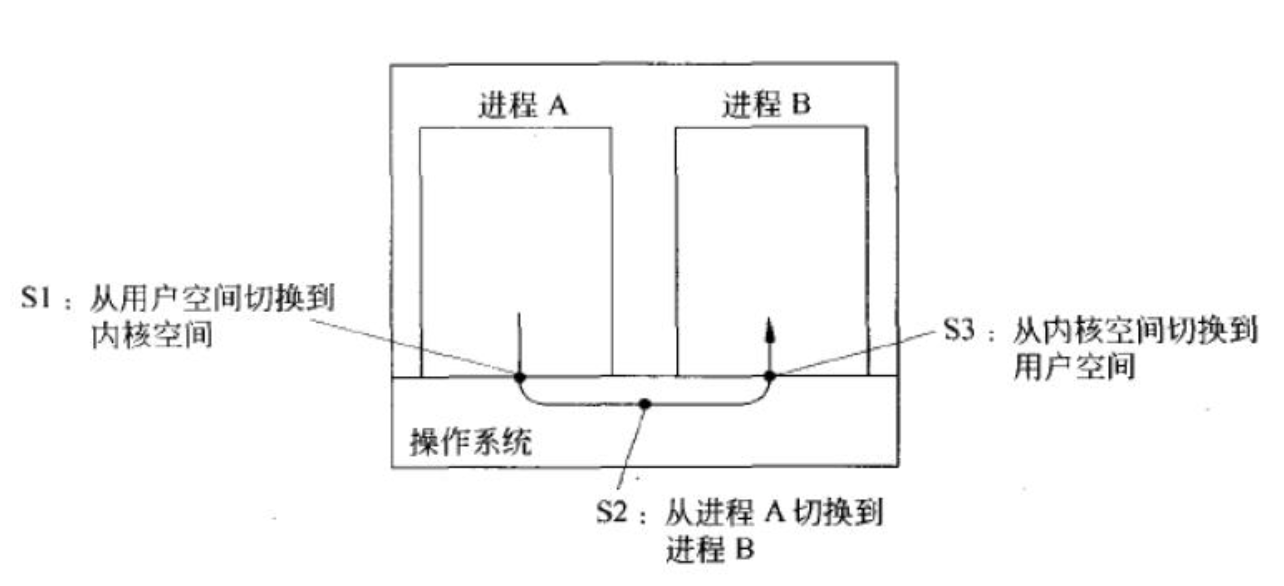 进程 A
进程 B
S1：从用户空间切换到
内核空间
S3：从内核空间切换到
用户空间
操作系统
S2：从进程 A 切换到
进程 B